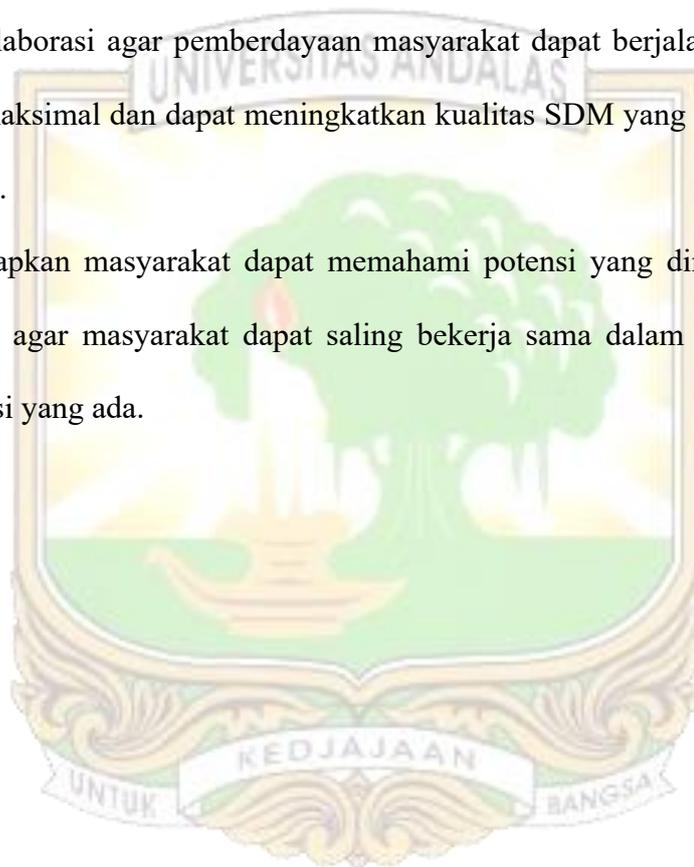 laborasi agar pemberdayaan masyarakat dapat berjala
UNIVERSITAS ANDALAS
aksimal dan dapat meningkatkan kualitas SDM yang
.
apkan masyarakat dapat memahami potensi yang di
agar masyarakat dapat saling bekerja sama dalam
si yang ada.
KEDJAJAAN
UNTUK BANGSA